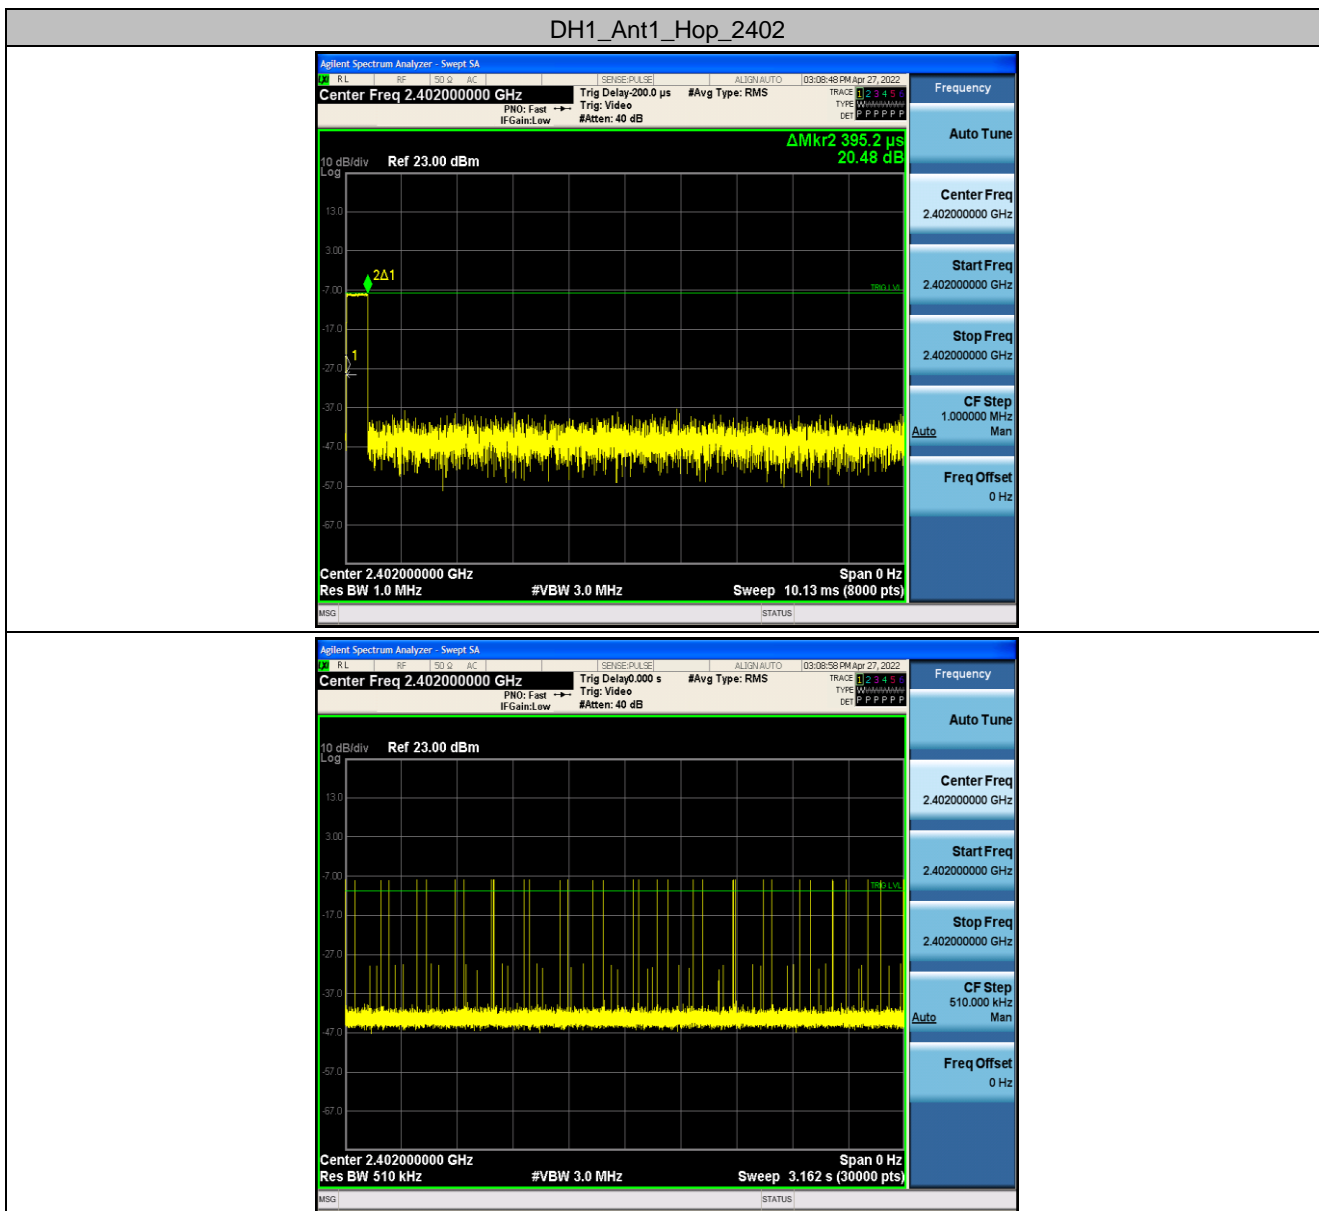 DH1_Ant1_Hop_2402
Agilent Spectrum Analyzer - Swept SA
RL RF 50 Ω AC SENSE:PULSE ALIGNAUTO 03:08:48 PM Apr 27, 2022
Center Freq 2.402000000 GHz
PNO: Fast
IFGain:Low
Trig Delay-200.0 µs
Trig: Video
#Atten: 40 dB
#Avg Type: RMS
TRACE 1 2 3 4 5 6
TYPE
DET P P P P P P
ΔMkr2 395.2 µs
20.48 dB
10 dB/div Ref 23.00 dBm
Log
13.0
3.00
2Δ1
-7.00
TRIG LVL
-17.0
1
-27.0
-37.0
-47.0
-57.0
-67.0
Center 2.402000000 GHz Span 0 Hz
Res BW 1.0 MHz #VBW 3.0 MHz Sweep 10.13 ms (8000 pts)
MSG STATUS
Frequency
Auto Tune
Center Freq
2.402000000 GHz
Start Freq
2.402000000 GHz
Stop Freq
2.402000000 GHz
CF Step
1.000000 MHz
Auto Man
Freq Offset
0 Hz
Agilent Spectrum Analyzer - Swept SA
RL RF 50 Ω AC SENSE:PULSE ALIGNAUTO 03:08:58 PM Apr 27, 2022
Center Freq 2.402000000 GHz
PNO: Fast
IFGain:Low
Trig Delay0.000 s
Trig: Video
#Atten: 40 dB
#Avg Type: RMS
TRACE 1 2 3 4 5 6
TYPE
DET P P P P P P
10 dB/div Ref 23.00 dBm
Log
13.0
3.00
-7.00
TRIG LVL
-17.0
-27.0
-37.0
-47.0
-57.0
-67.0
Center 2.402000000 GHz Span 0 Hz
Res BW 510 kHz #VBW 3.0 MHz Sweep 3.162 s (30000 pts)
MSG STATUS
Frequency
Auto Tune
Center Freq
2.402000000 GHz
Start Freq
2.402000000 GHz
Stop Freq
2.402000000 GHz
CF Step
510.000 kHz
Auto Man
Freq Offset
0 Hz